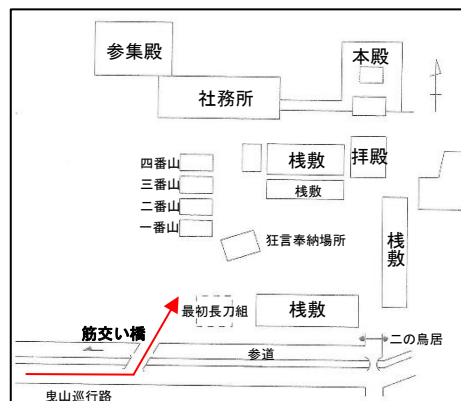 参集殿
本殿
社務所
四番山
三番山
二番山
一番山
桟敷
桟敷
拝殿
狂言奉納場所
桟敷
最初長刀組
桟敷
筋交い橋
二の鳥居
参道
曳山巡行路